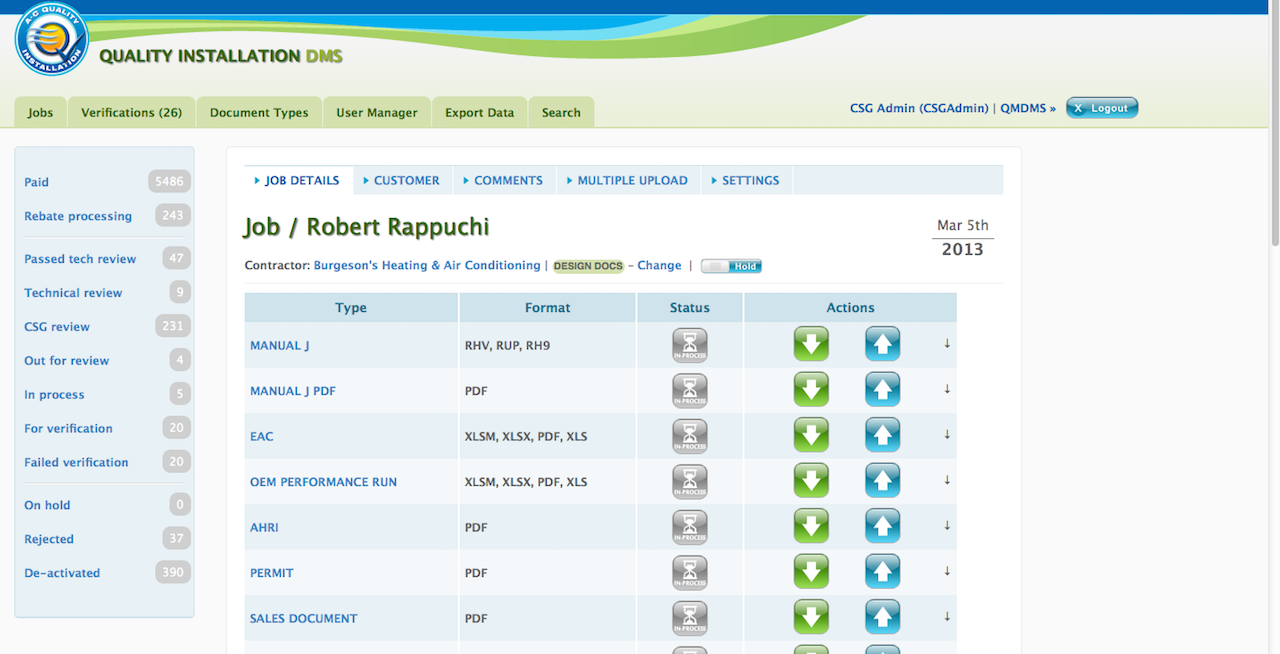 A-C QUALITY
INSTALLATION
QUALITY INSTALLATION DMS
Jobs Verifications (26) Document Types User Manager Export Data Search
CSG Admin (CSGAdmin) | QMDMS » X Logout
Paid 5486
Rebate processing 243
Passed tech review 47
Technical review 9
CSG review 231
Out for review 4
In process 5
For verification 20
Failed verification 20
On hold 0
Rejected 37
De-activated 390
JOB DETAILS CUSTOMER COMMENTS MULTIPLE UPLOAD SETTINGS
Job / Robert Rappuchi
Mar 5th
2013
Contractor: Burgeson's Heating & Air Conditioning | DESIGN DOCS - Change | Hold
Type Format Status Actions
MANUAL J RHV, RUP, RH9 IN-PROCESS ↓
MANUAL J PDF PDF IN-PROCESS ↓
EAC XLSM, XLSX, PDF, XLS IN-PROCESS ↓
OEM PERFORMANCE RUN XLSM, XLSX, PDF, XLS IN-PROCESS ↓
AHRI PDF IN-PROCESS ↓
PERMIT PDF IN-PROCESS ↓
SALES DOCUMENT PDF IN-PROCESS ↓